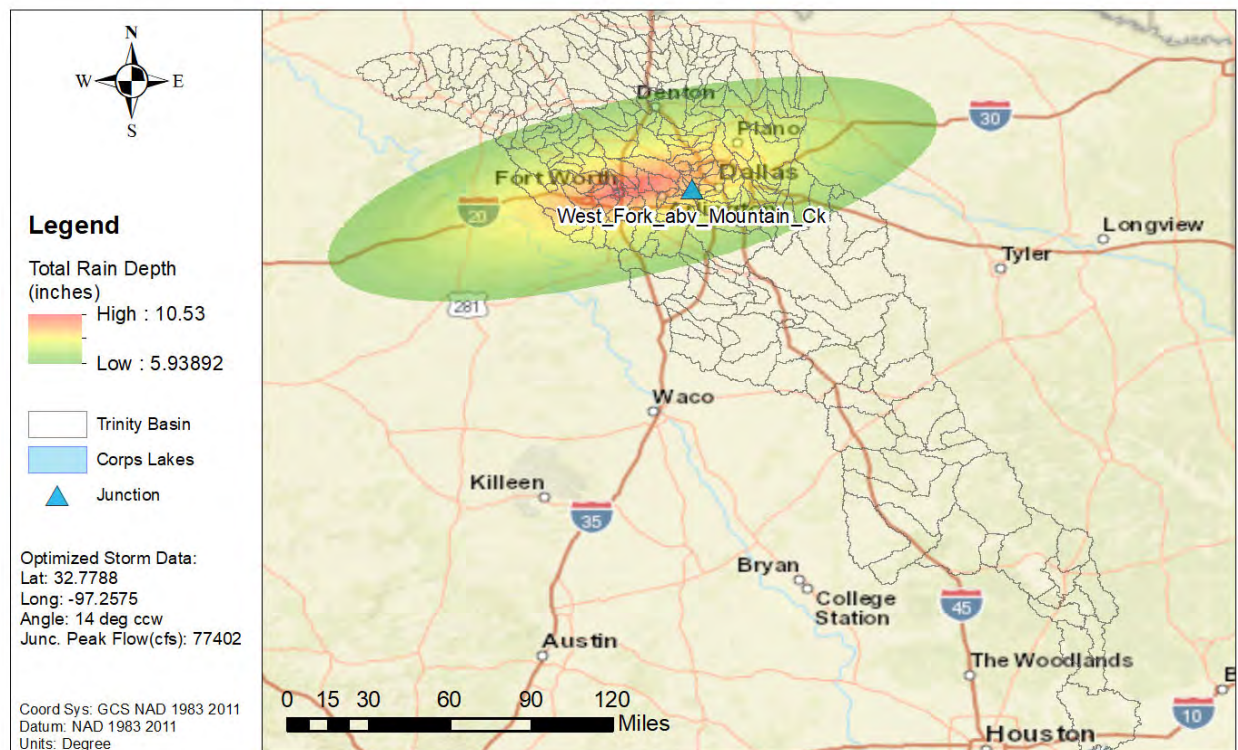 N
W E
S
Legend
Total Rain Depth
(inches)
High : 10.53
Low : 5.93892
Trinity Basin
Corps Lakes
Junction
Optimized Storm Data:
Lat: 32.7788
Long: -97.2575
Angle: 14 deg ccw
Junc. Peak Flow(cfs): 77402
Coord Sys: GCS NAD 1983 2011
Datum: NAD 1983 2011
Units: Degree
Denton
30
Plano
Fort Worth
Dallas
20
West_Fork_abv_Mountain_Ck
Longview
Tyler
281
Waco
Killeen
35
Bryan
College
Station
45
Austin
The Woodlands
10
Houston
0 15 30 60 90 120
Miles